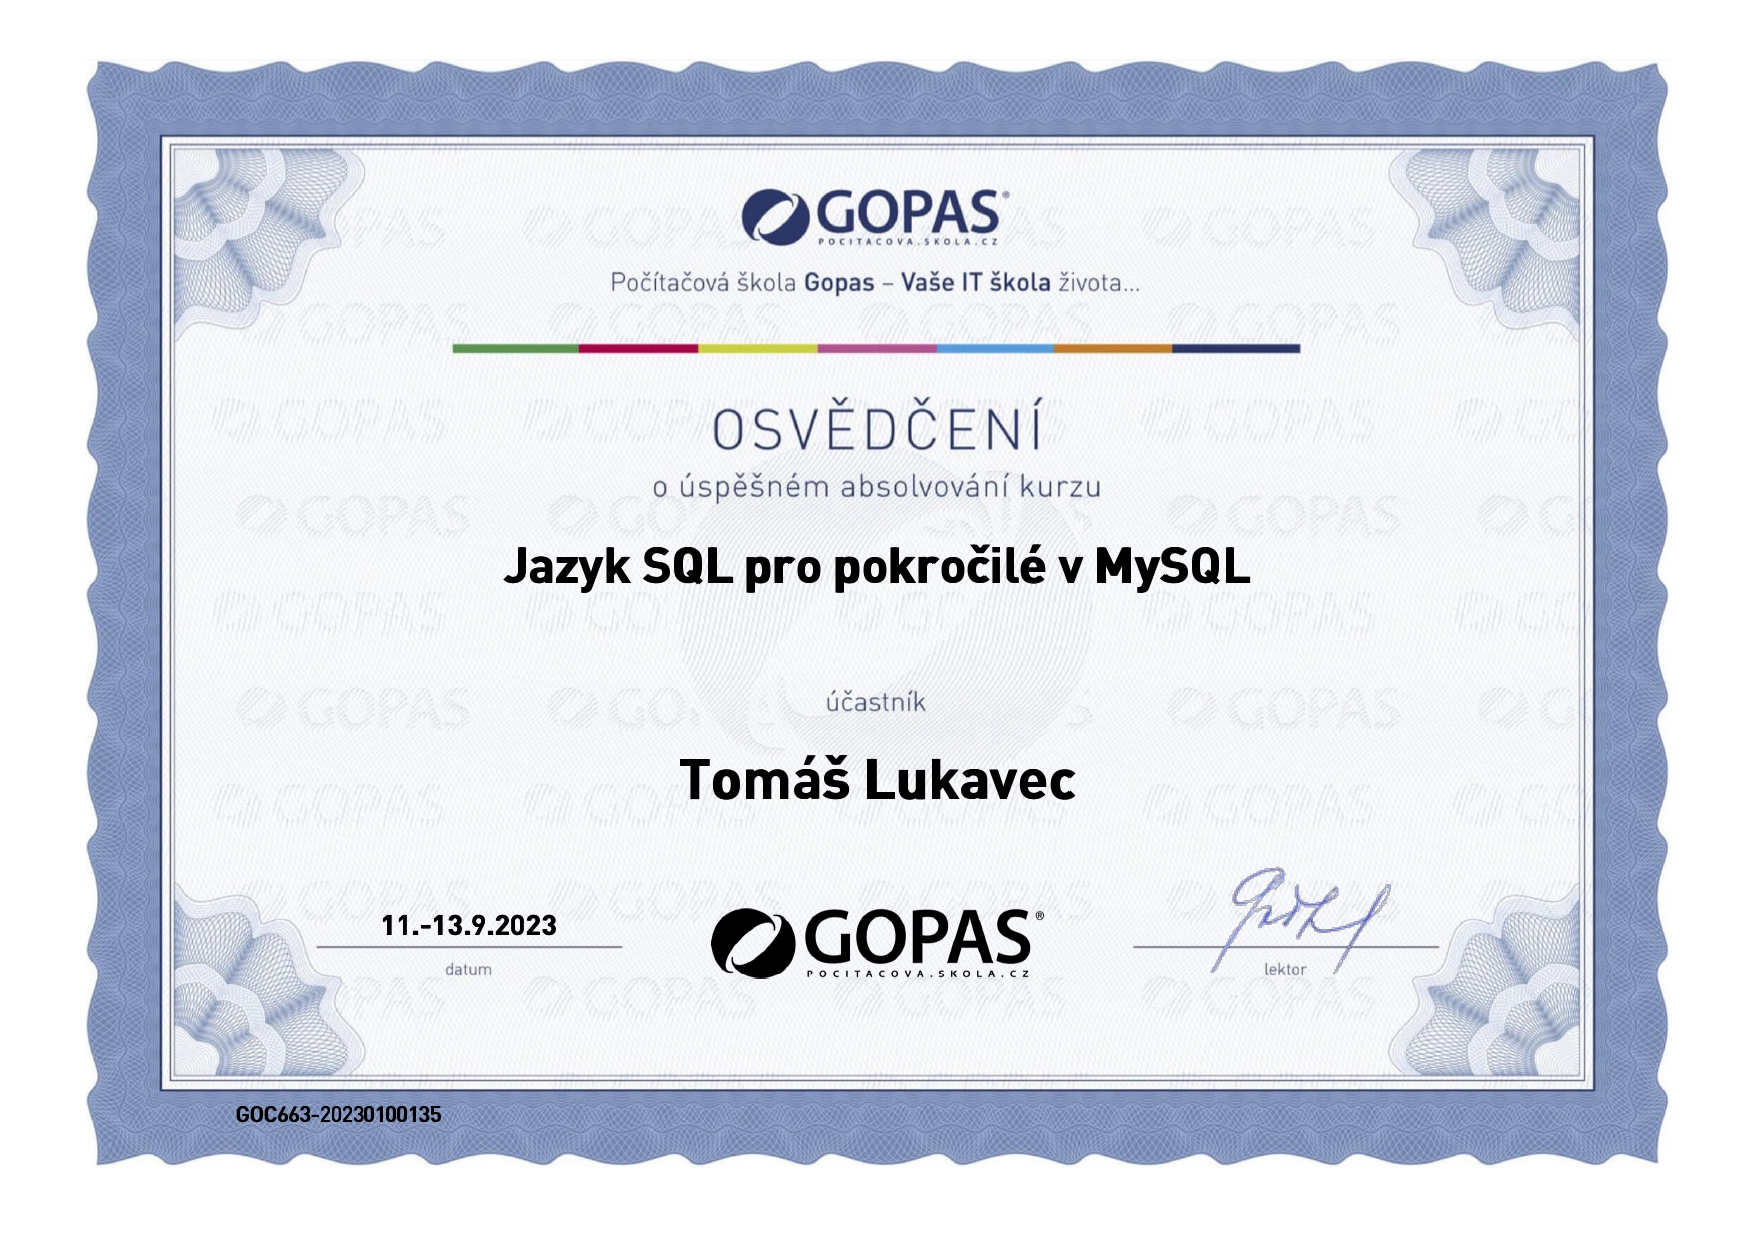 GOPAS®
POCITACOVA.SKOLA.CZ
Počítačová škola Gopas – Vaše IT škola života...
OSVĚDČENÍ
o úspěšném absolvování kurzu
Jazyk SQL pro pokročilé v MySQL
účastník
Tomáš Lukavec
11.-13.9.2023
datum
GOPAS®
POCITACOVA.SKOLA.CZ
lektor
GOC663-20230100135